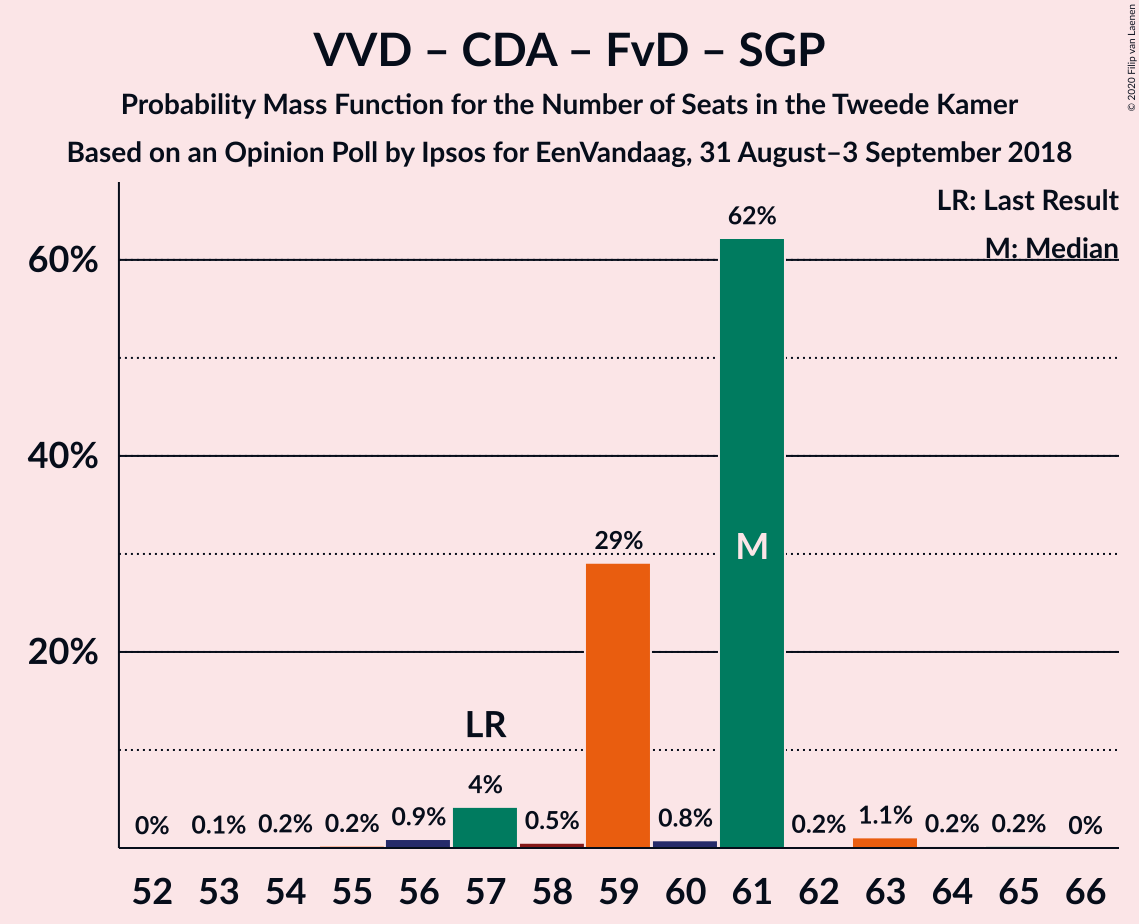 VVD – CDA – FvD – SGP
Probability Mass Function for the Number of Seats in the Tweede Kamer
Based on an Opinion Poll by Ipsos for EenVandaag, 31 August–3 September 2018
© 2020 Filip van Laenen
LR: Last Result
M: Median
62%
60%
40%
29%
M
20%
LR
4%
0% 0.1% 0.2% 0.2% 0.9% 0.5% 0.8% 0.2% 1.1% 0.2% 0.2% 0%
52 53 54 55 56 57 58 59 60 61 62 63 64 65 66